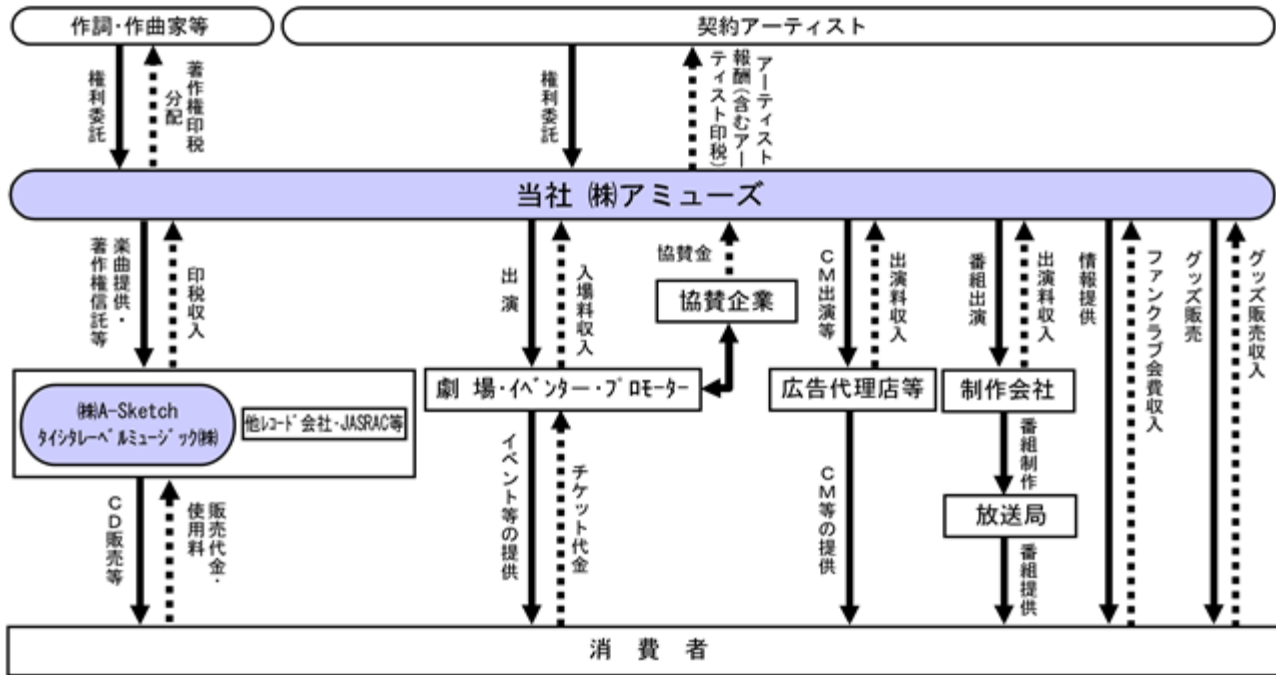 作詞・作曲家等
契約アーティスト
権利委託
著作権印税
分配
権利委託
アーティスト
報酬（含むアー
ティスト印税）
当社 ㈱アミューズ
楽曲提供・
著作権信託等
印税収入
出 演
入場料収入
協賛金
協賛企業
CM出演等
出演料収入
番組出演
出演料収入
情報提供
ファンクラブ会費収入
グッズ販売
グッズ販売収入
㈱A-Sketch
タイシタレーベルミュージック㈱
他レコード会社・JASRAC等
劇 場・イベンター・プロモーター
広告代理店等
制作会社
番組制作
放送局
CD販売等
販売代金・
使用料
イベント等の提供
チケット代金
CM等の提供
番組提供
消 費 者